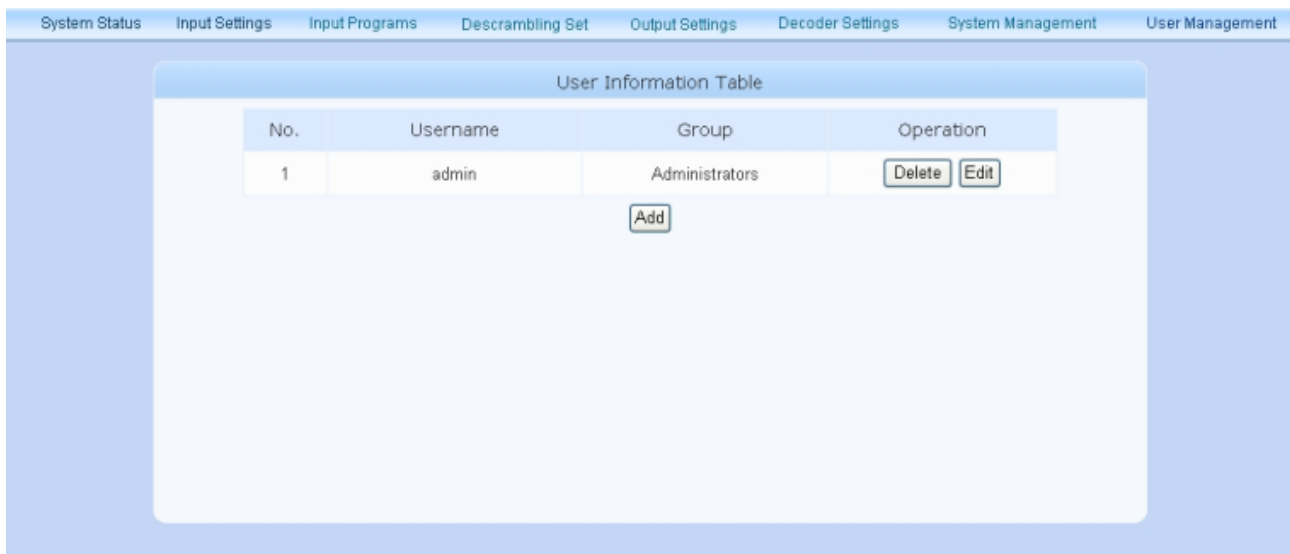 System Status Input Settings Input Programs Descrambling Set Output Settings Decoder Settings System Management User Management
User Information Table
No. Username Group Operation
1 admin Administrators Delete Edit
Add